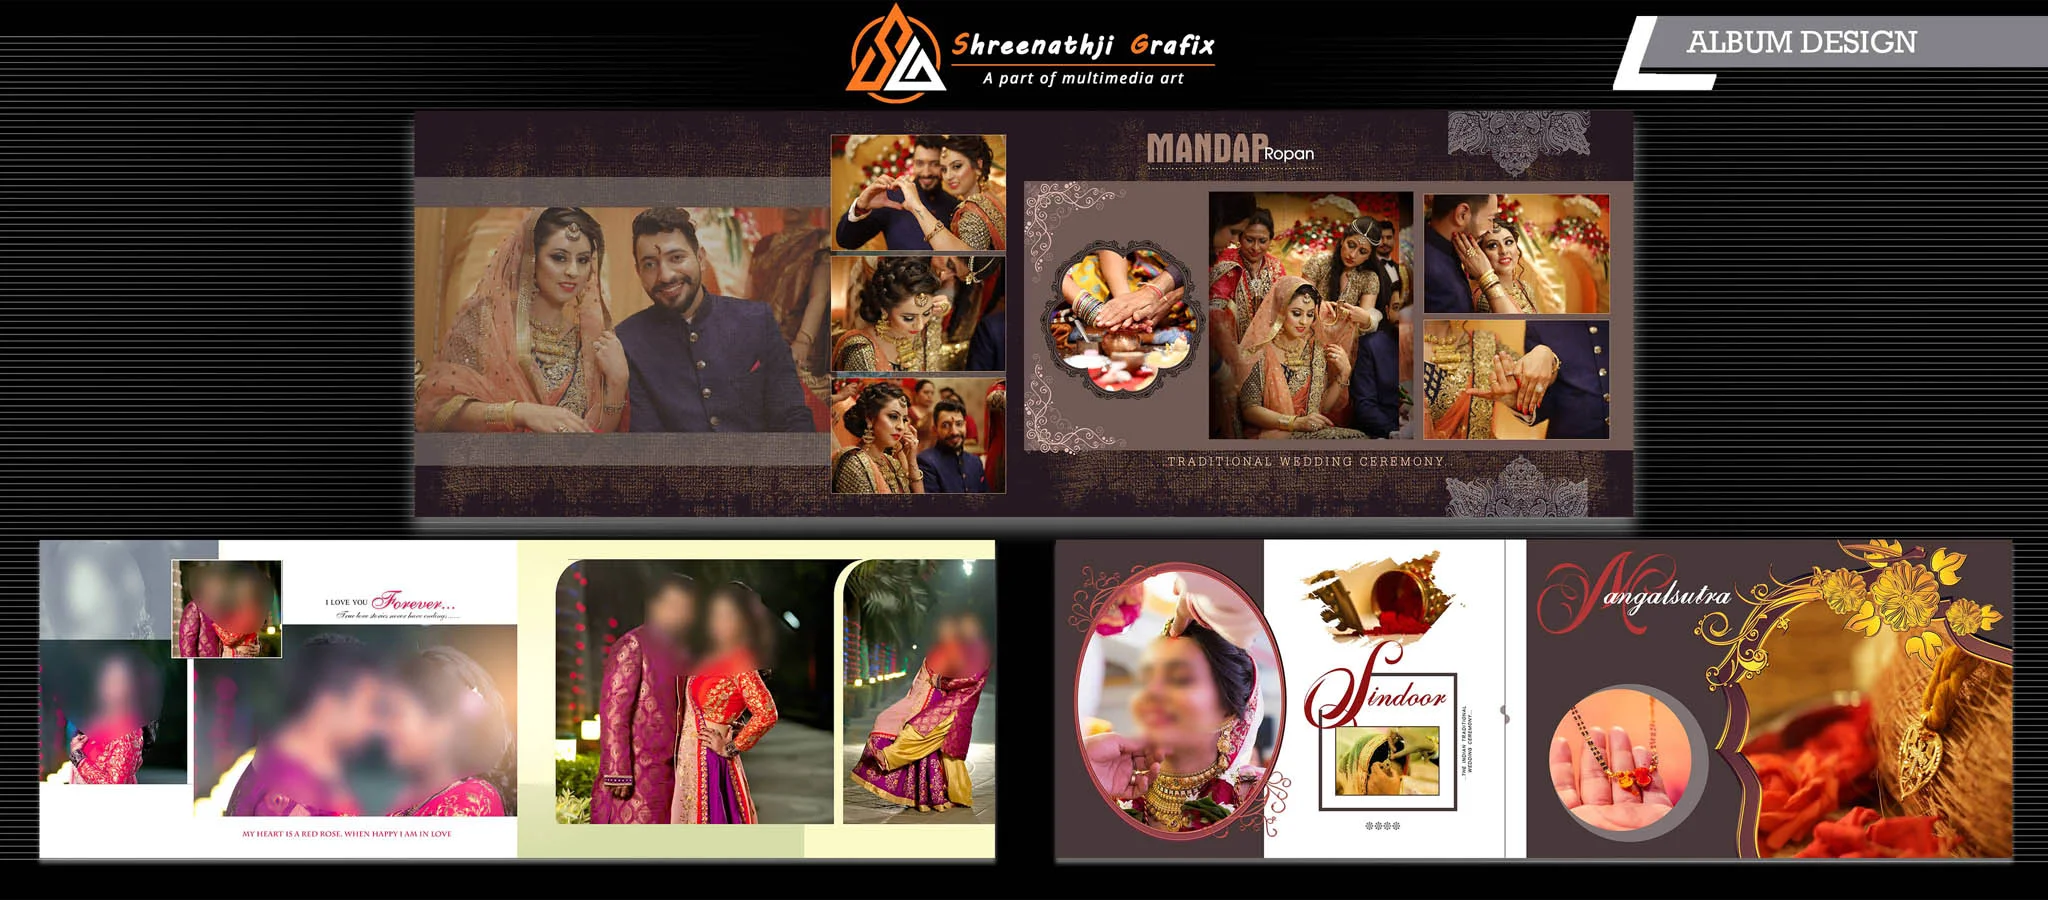 Shreenathji Grafix
A part of multimedia art
ALBUM DESIGN
MANDAP Ropan
TRADITIONAL WEDDING CEREMONY
I LOVE YOU Forever...
True love stories never have endings......
MY HEART IS A RED ROSE. WHEN HAPPY I AM IN LOVE
Sindoor
...THE INDIAN TRADITIONAL
WEDDING CEREMONY...
Mangalsutra